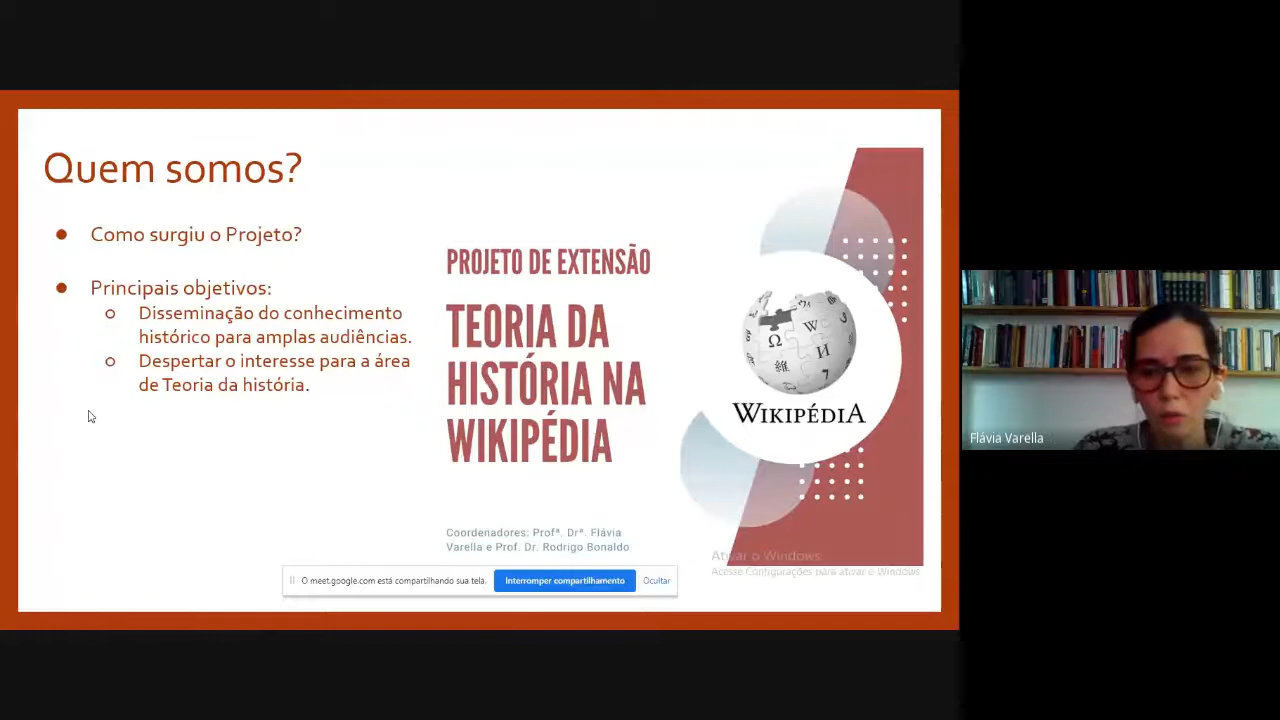 Quem somos?
● Como surgiu o Projeto?
● Principais objetivos:
○ Disseminação do conhecimento
histórico para amplas audiências.
○ Despertar o interesse para a área
de Teoria da história.
PROJETO DE EXTENSÃO
TEORIA DA
HISTÓRIA NA
WIKIPÉDIA
Coordenadores: Profª. Drª. Flávia
Varella e Prof. Dr. Rodrigo Bonaldo
Ω
W
И
維
WIKIPÉDIA
Ativar o Windows
Acesse Configurações para ativar o Windows
O meet.google.com está compartilhando sua tela.
Interromper compartilhamento
Ocultar
Flávia Varella